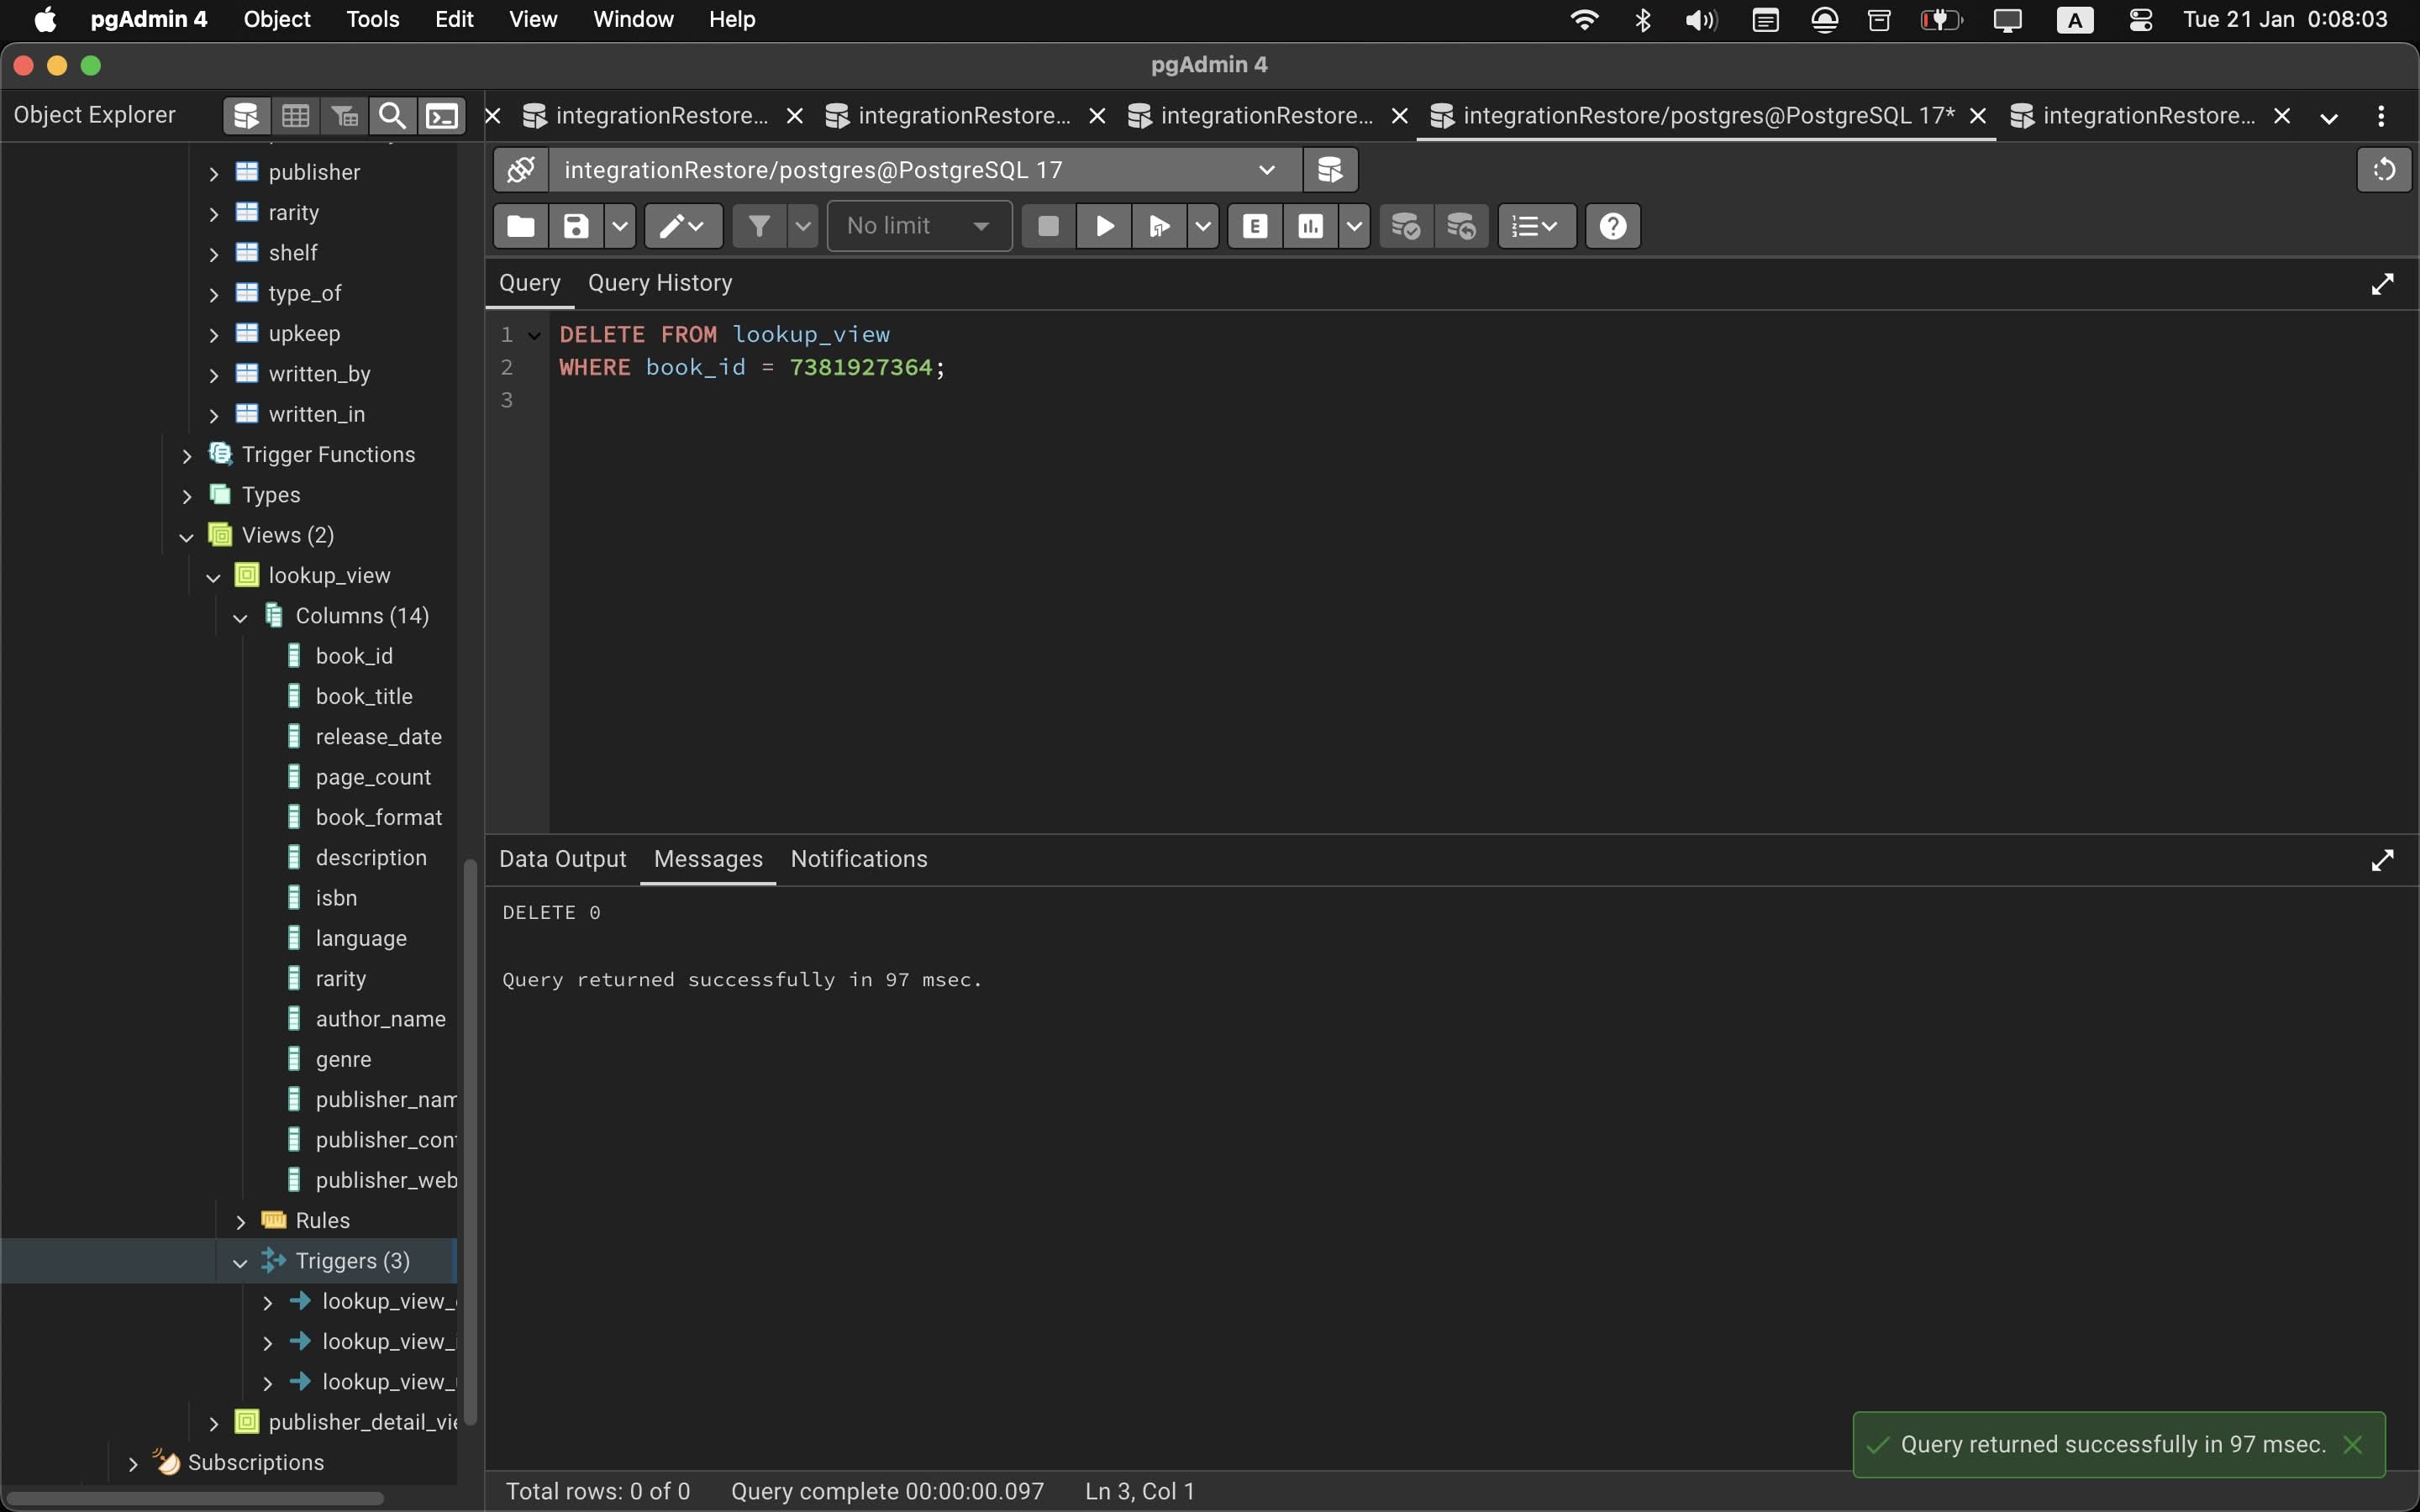 pgAdmin 4 Object Tools Edit View Window Help A Tue 21 Jan 0:08:03
pgAdmin 4
Object Explorer
integrationRestore... integrationRestore... integrationRestore... integrationRestore/postgres@PostgreSQL 17* integrationRestore...
integrationRestore/postgres@PostgreSQL 17
No limit E
Query Query History
1 DELETE FROM lookup_view
2 WHERE book_id = 7381927364;
3
publisher
rarity
shelf
type_of
upkeep
written_by
written_in
Trigger Functions
Types
Views (2)
lookup_view
Columns (14)
book_id
book_title
release_date
page_count
book_format
description
isbn
language
rarity
author_name
genre
publisher_nam
publisher_con
publisher_web
Rules
Triggers (3)
lookup_view_
lookup_view_
lookup_view_
publisher_detail_vie
Subscriptions
Data Output Messages Notifications
DELETE 0
Query returned successfully in 97 msec.
Query returned successfully in 97 msec.
Total rows: 0 of 0 Query complete 00:00:00.097 Ln 3, Col 1